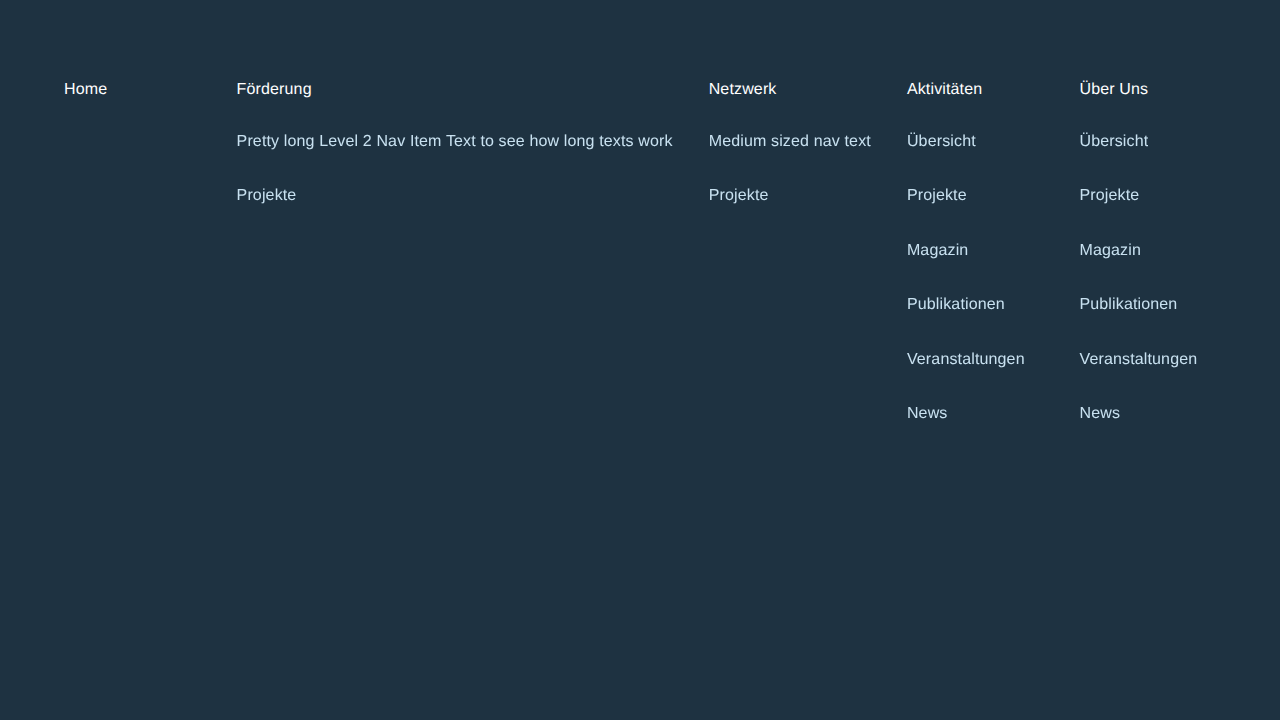 Home
Förderung
Pretty long Level 2 Nav Item Text to see how long texts work
Projekte
Netzwerk
Medium sized nav text
Projekte
Aktivitäten
Übersicht
Projekte
Magazin
Publikationen
Veranstaltungen
News
Über Uns
Übersicht
Projekte
Magazin
Publikationen
Veranstaltungen
News